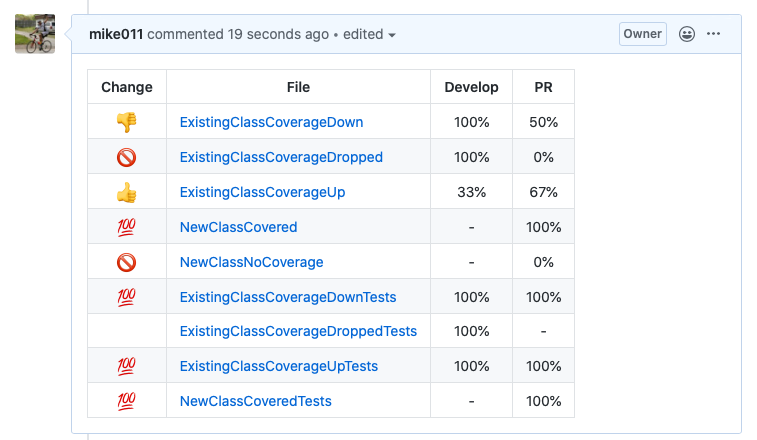 mike011 commented 19 seconds ago • edited
Owner
Change File Develop PR
👎 ExistingClassCoverageDown 100% 50%
🚫 ExistingClassCoverageDropped 100% 0%
👍 ExistingClassCoverageUp 33% 67%
💯 NewClassCovered - 100%
🚫 NewClassNoCoverage - 0%
💯 ExistingClassCoverageDownTests 100% 100%
ExistingClassCoverageDroppedTests 100% -
💯 ExistingClassCoverageUpTests 100% 100%
💯 NewClassCoveredTests - 100%